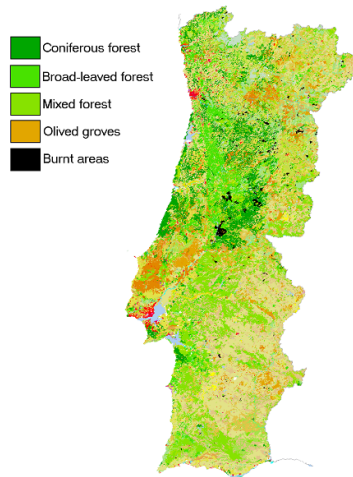 Coniferous forest
Broad-leaved forest
Mixed forest
Olived groves
Burnt areas